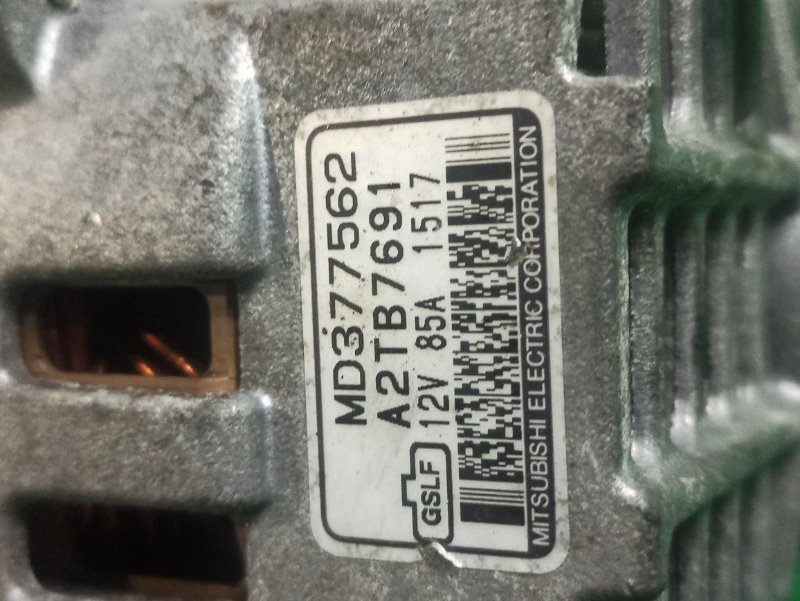 MD377562
A2TB7691
12V 85A 1517
GSLF
MITSUBISHI ELECTRIC CORPORATION